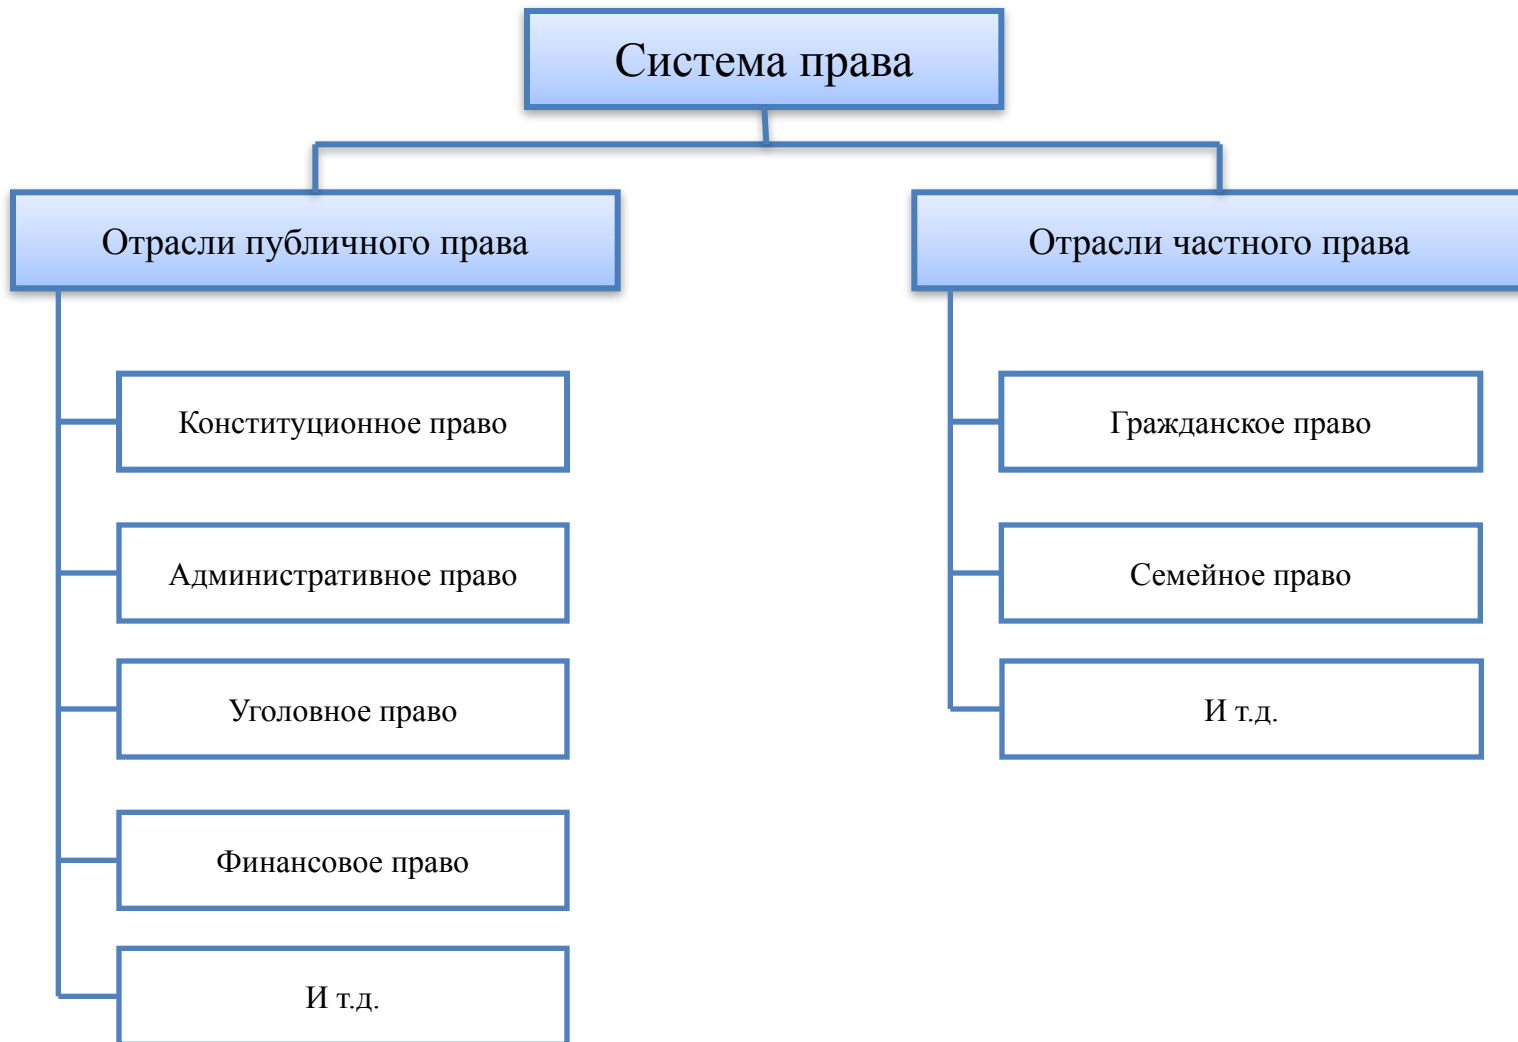 Система права
Отрасли публичного права
Конституционное право
Административное право
Уголовное право
Финансовое право
И т.д.
Отрасли частного права
Гражданское право
Семейное право
И т.д.